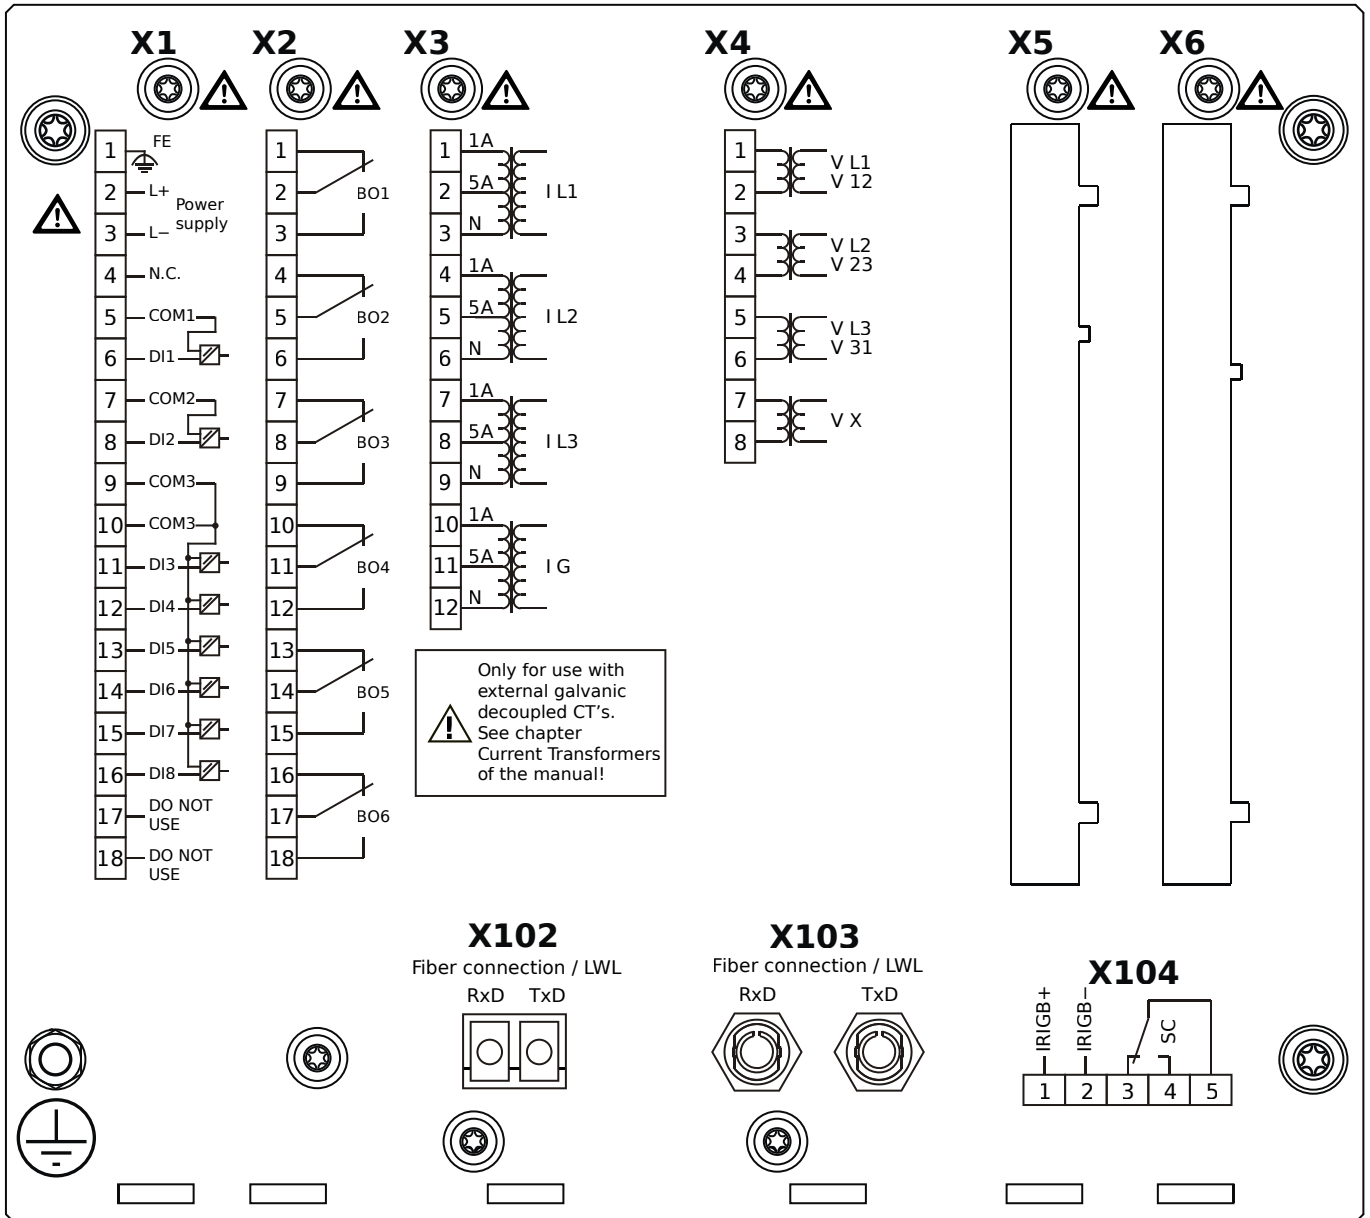 X1
X2
X3
X4
X5
X6
1 FE
2 L+
Power
supply
3 L−
4 N.C.
5 COM1
6 DI1
7 COM2
8 DI2
9 COM3
10 COM3
11 DI3
12 DI4
13 DI5
14 DI6
15 DI7
16 DI8
17 DO NOT
USE
18 DO NOT
USE
1
2 BO1
3
4
5 BO2
6
7
8 BO3
9
10
11 BO4
12
13
14 BO5
15
16
17 BO6
18
1 1A
2 5A I L1
3 N
4 1A
5 5A I L2
6 N
7 1A
8 5A I L3
9 N
10 1A
11 5A I G
12 N
Only for use with
external galvanic
decoupled CT's.
See chapter
Current Transformers
of the manual!
1 V L1
2 V 12
3 V L2
4 V 23
5 V L3
6 V 31
7 V X
8
X102
Fiber connection / LWL
RxD TxD
X103
Fiber connection / LWL
RxD TxD
X104
IRIGB+
IRIGB−
SC
1 2 3 4 5